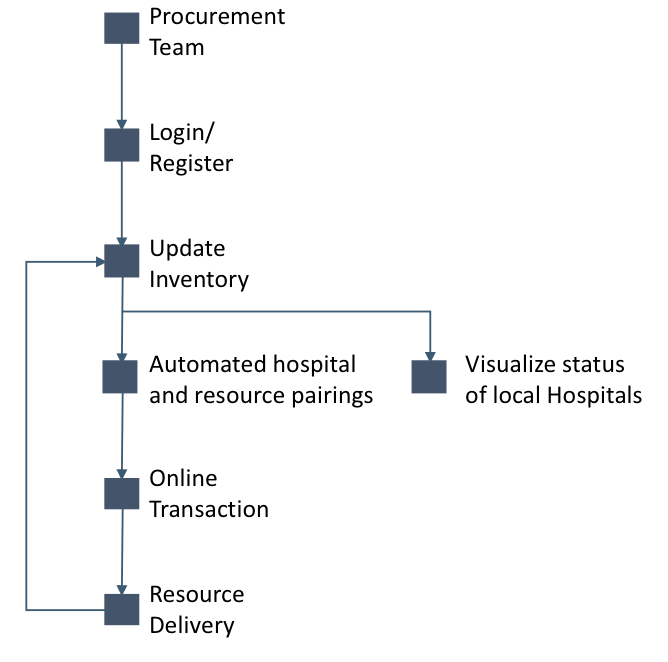 Procurement
Team
Login/
Register
Update
Inventory
Automated hospital
and resource pairings
Visualize status
of local Hospitals
Online
Transaction
Resource
Delivery